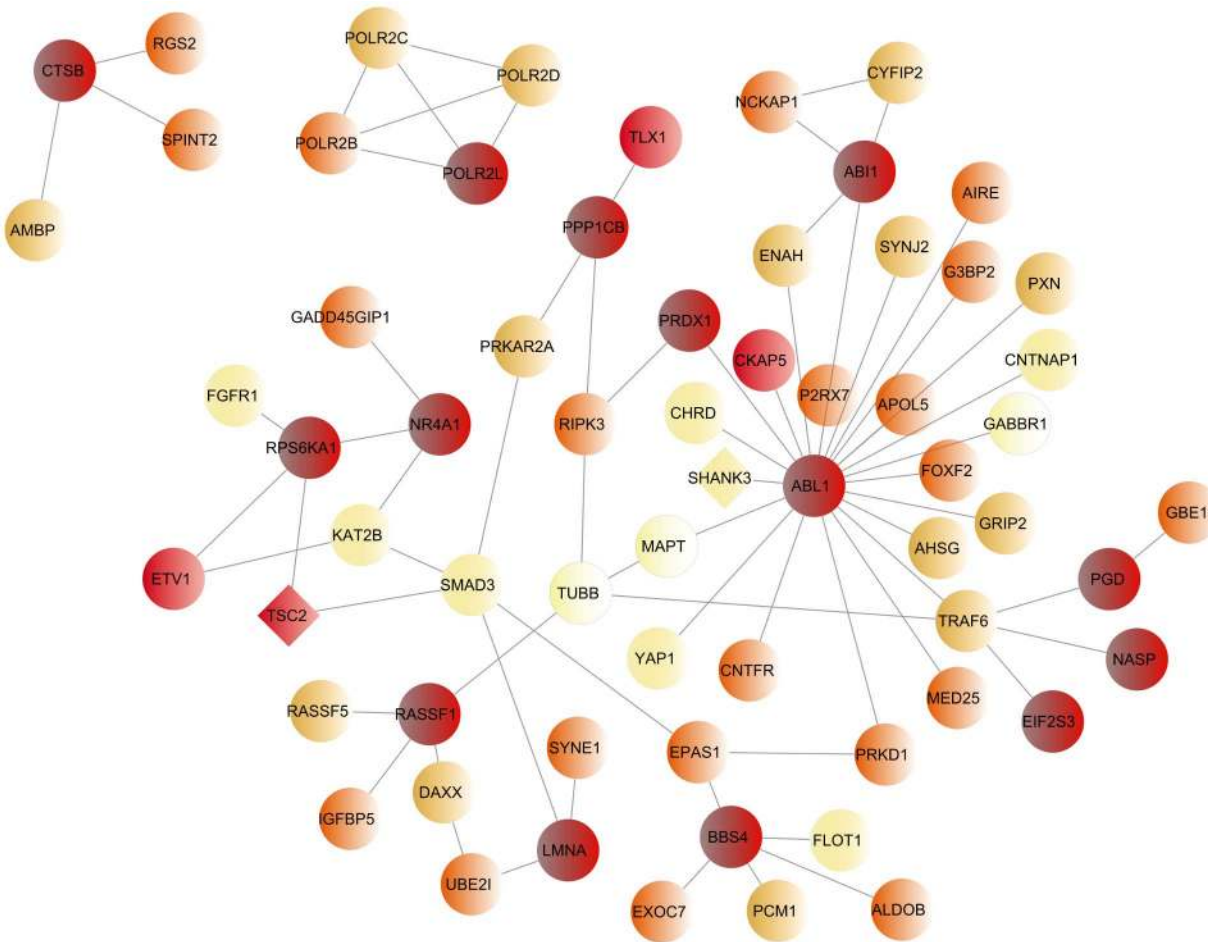 RGS2
POLR2C
CTSB
POLR2D
CYFIP2
NCKAP1
TLX1
SPINT2
POLR2B
POLR2L
ABI1
AIRE
PPP1CB
AMBP
ENAH
SYNJ2
G3BP2
PXN
GADD45GIP1
PRDX1
PRKAR2A
CKAP5
CNTNAP1
FGFR1
P2RX7
APOL5
CHRD
NR4A1
RIPK3
GABBR1
RPS6KA1
FOXF2
SHANK3
ABL1
GBE1
GRIP2
KAT2B
MAPT
AHSG
ETV1
SMAD3
PGD
TUBB
TSC2
TRAF6
YAP1
NASP
CNTFR
MED25
RASSF5
RASSF1
EIF2S3
SYNE1
EPAS1
PRKD1
DAXX
IGFBP5
BBS4
FLOT1
LMNA
UBE2I
EXOC7
PCM1
ALDOB